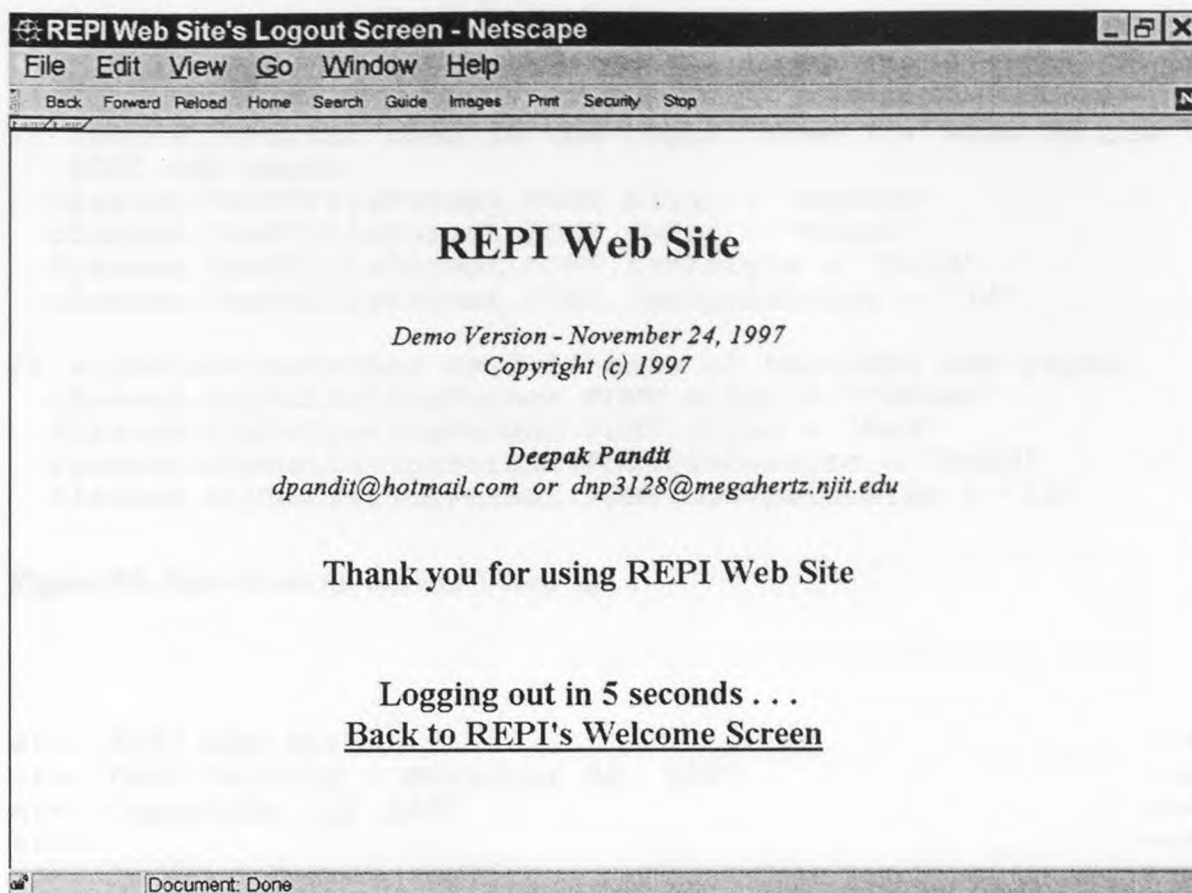 REPI Web Site's Logout Screen - Netscape
File Edit View Go Window Help
Back Forward Reload Home Search Guide Images Print Security Stop
REPI Web Site
Demo Version - November 24, 1997
Copyright (c) 1997
Deepak Pandit
dpandit@hotmail.com or dnp3128@megahertz.njit.edu
Thank you for using REPI Web Site
Logging out in 5 seconds . . .
Back to REPI's Welcome Screen
Document: Done